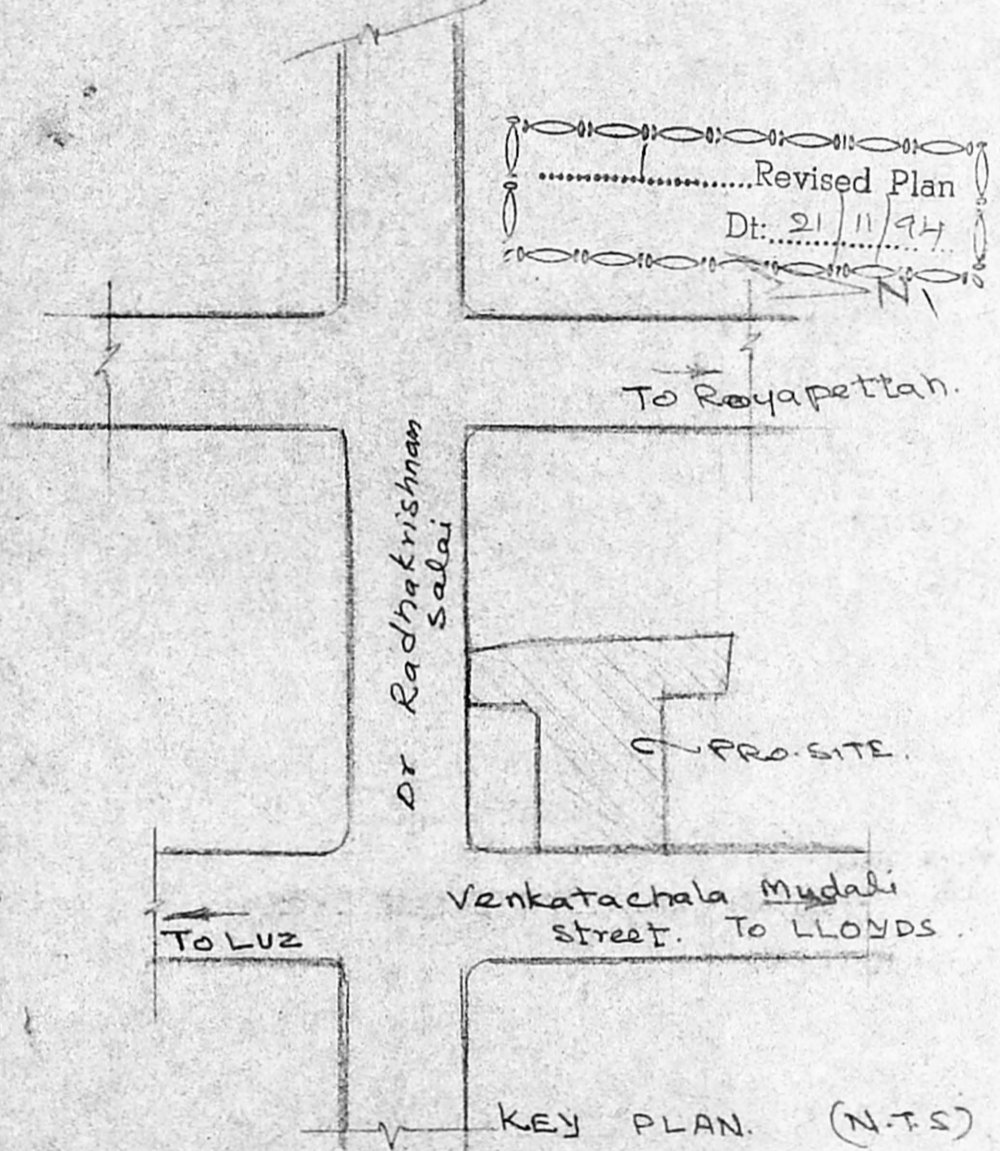 Revised Plan
Dt: 21/11/94
N
To Royapettah.
Dr Radhakrishnan
Salai
PRO.SITE.
Venkatachala Mudali
Street.
To LLOYDS.
To LUZ
KEY PLAN. (N.T.S)